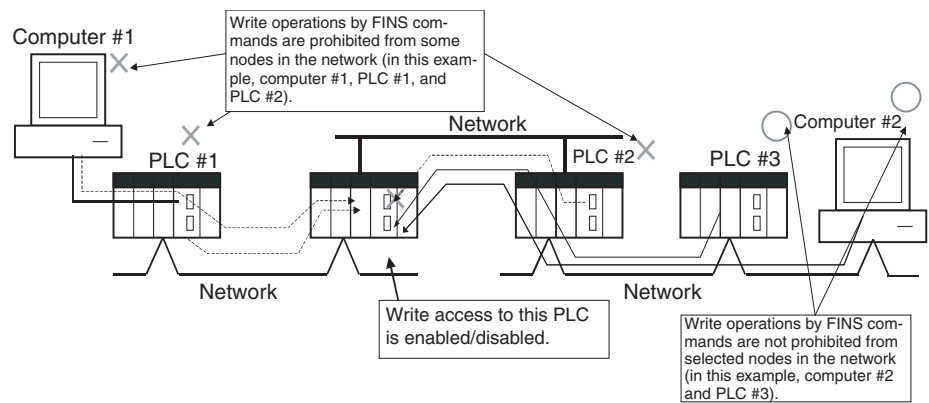 Write operations by FINS com-
mands are prohibited from some
nodes in the network (in this exam-
ple, computer #1, PLC #1, and
PLC #2).
Computer #1
Network
Computer #2
PLC #1
PLC #2
PLC #3
Network
Network
Write access to this PLC
is enabled/disabled.
Write operations by FINS com-
mands are not prohibited from
selected nodes in the network
(in this example, computer #2
and PLC #3).